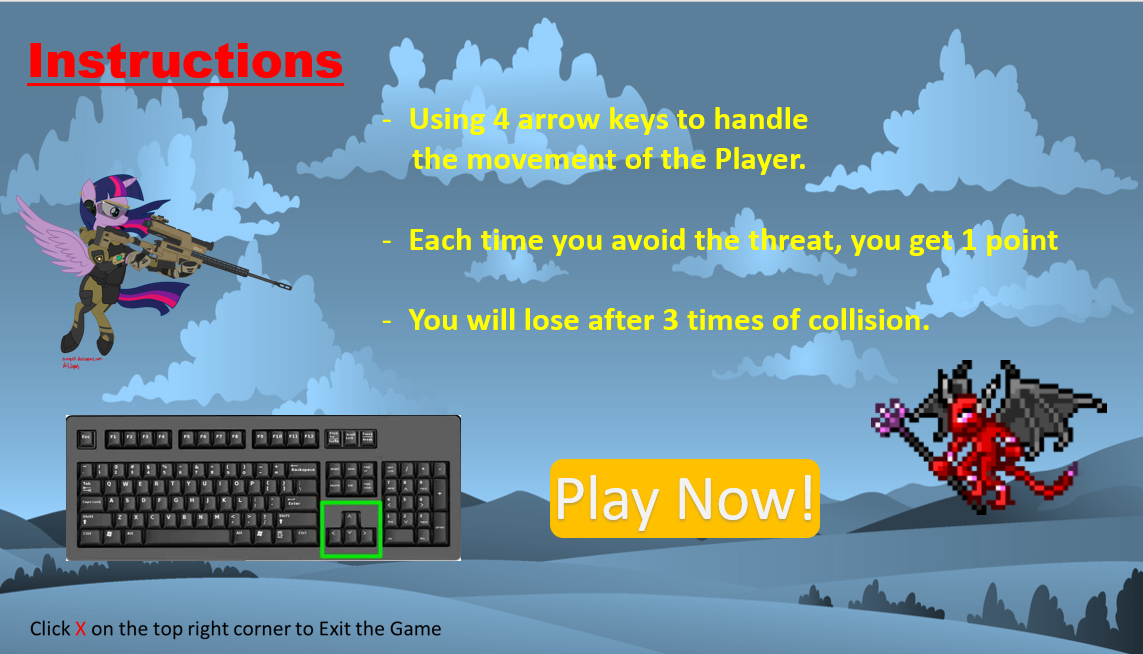 Instructions
- Using 4 arrow keys to handle
the movement of the Player.
- Each time you avoid the threat, you get 1 point
- You will lose after 3 times of collision.
Play Now!
Click X on the top right corner to Exit the Game